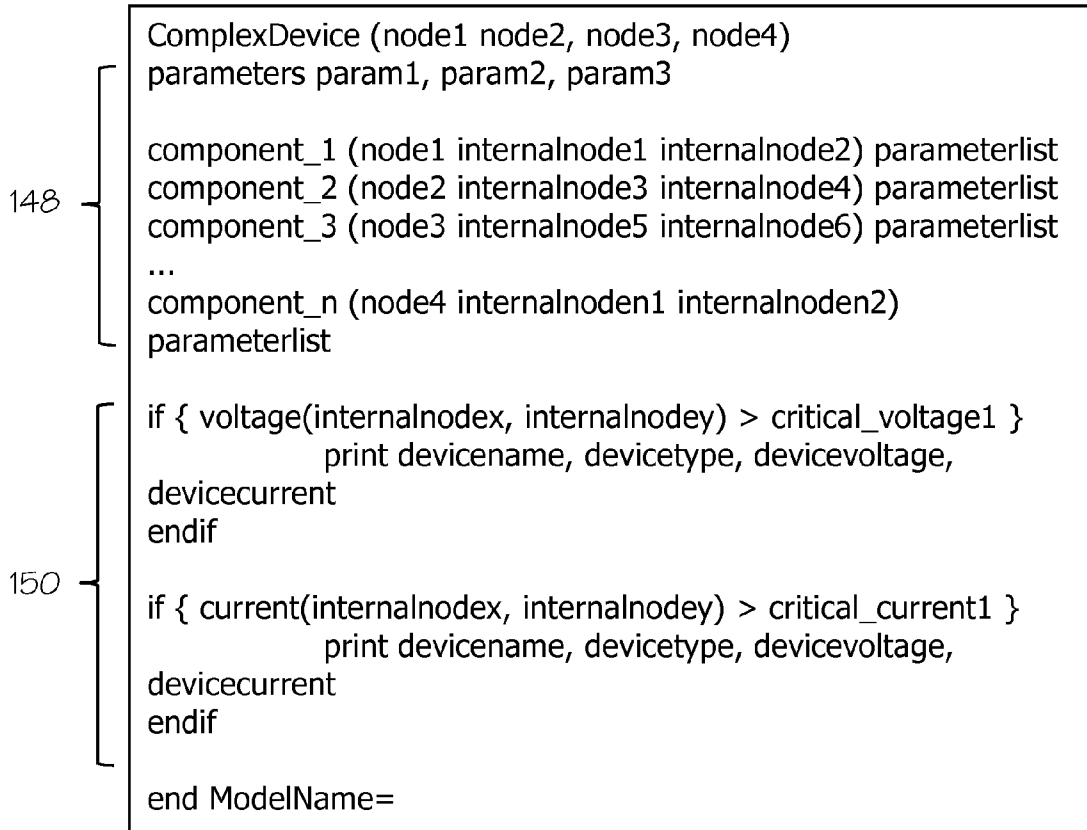 ComplexDevice (node1 node2, node3, node4)
parameters param1, param2, param3
component_1 (node1 internalnode1 internalnode2) parameterlist
148
component_2 (node2 internalnode3 internalnode4) parameterlist
component_3 (node3 internalnode5 internalnode6) parameterlist
...
component_n (node4 internalnoden1 internalnoden2)
parameterlist
if { voltage(internalnodex, internalnodey) > critical_voltage1 }
print devicename, devicetype, devicevoltage,
devicecurrent
endif
150
if { current(internalnodex, internalnodey) > critical_current1 }
print devicename, devicetype, devicevoltage,
devicecurrent
endif
end ModelName=